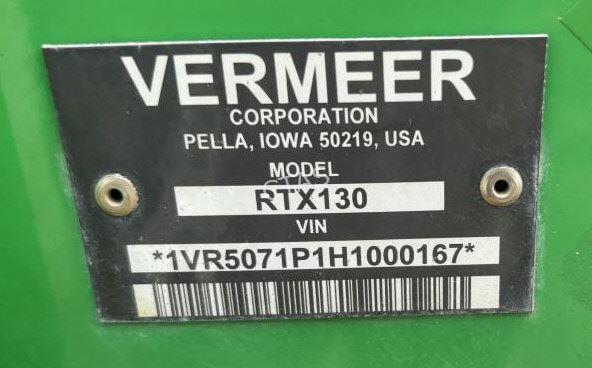 VERMEER
CORPORATION
PELLA, IOWA 50219, USA
MODEL
RTX130
VIN
*1VR5071P1H1000167*